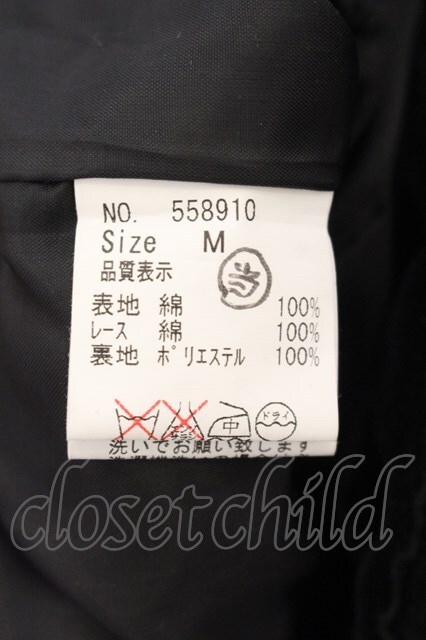 NO. 558910
Size M
品質表示
表地 綿 100%
レース 綿 100%
裏地 ポリエステル 100%
中 ドライ
洗いでお願い致します
closetchild